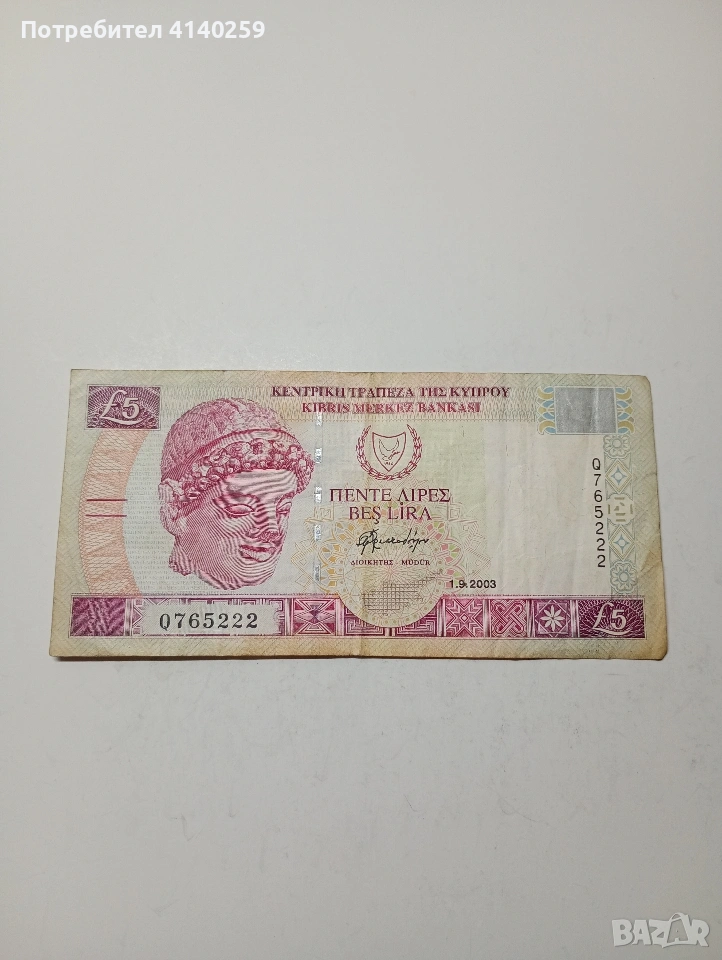 Потребител 4140259
ΚΕΝΤΡΙΚΗ ΤΡΑΠΕΖΑ ΤΗΣ ΚΥΠΡΟΥ
KIBRIS MERKEZ BANKASI
£5
ΠΕΝΤΕ ΛΙΡΕΣ
BEŞ LİRA
ΔΙΟΙΚΗΤΗΣ - MÜDÜR
1.9.2003
Q765222
Q765222
£5
BAZAR